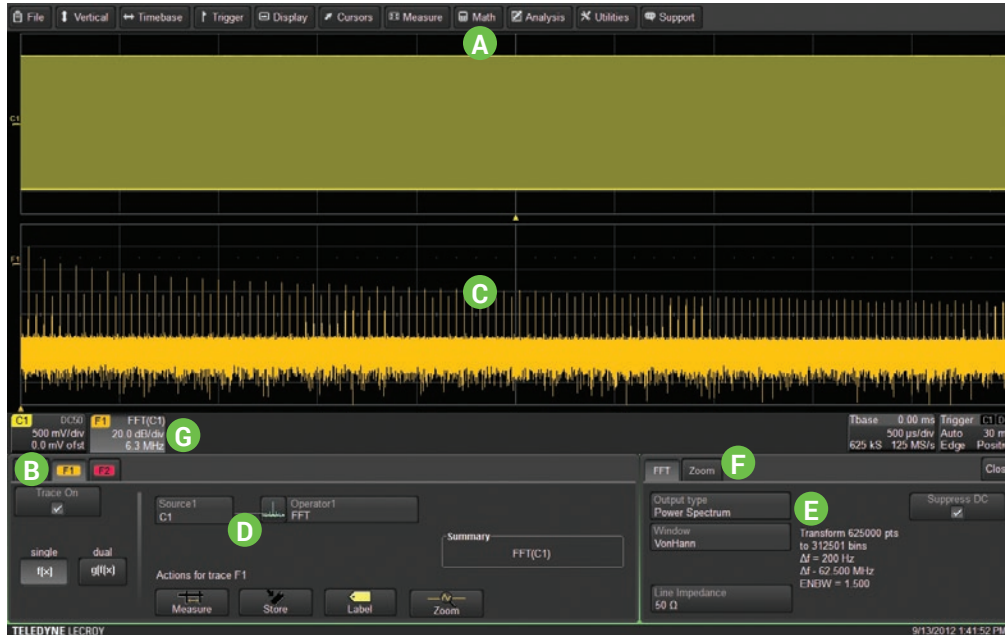 File Vertical Timebase Trigger Display Cursors Measure Math Analysis Utilities Support
A
C1
F1
C
C1 DC50
500 mV/div
0.0 mV ofst
F1 FFT(C1)
20.0 dB/div
6.3 MHz
G
Tbase 0.00 ms
500 µs/div
625 kS 125 MS/s
Trigger C1
Auto 30 m
Edge Positi
B F1 F2
Trace On
single dual
f(x) g(f(x))
Source1
C1
D
Operator1
FFT
Summary
FFT(C1)
Actions for trace F1
Measure Store Label Zoom
FFT Zoom F
Clos
Output type
Power Spectrum
E
Suppress DC
Window
VonHann
Transform 625000 pts
to 312501 bins
Δf = 200 Hz
Δf - 62.500 MHz
ENBW = 1.500
Line Impedance
50 Ω
TELEDYNE LECROY
9/13/2012 1:41:52 PM